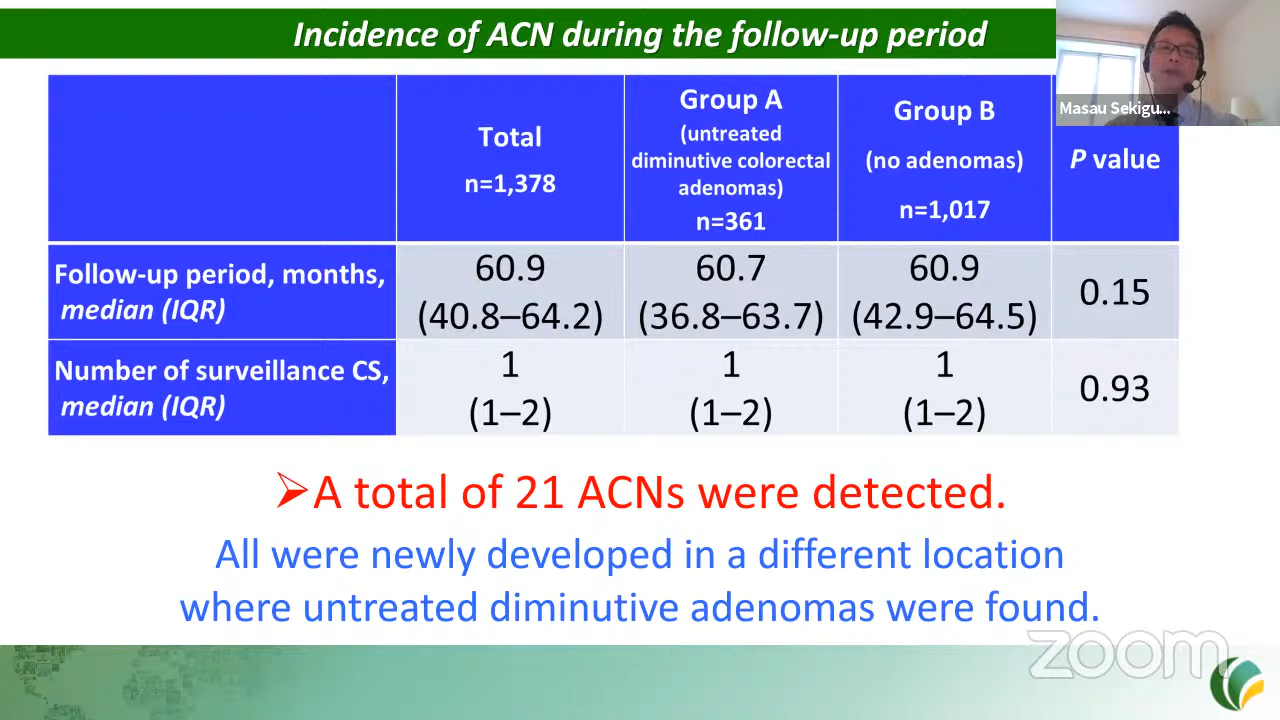 Incidence of ACN during the follow-up period
Masau Sekigu...
Total
n=1,378
Group A
(untreated
diminutive colorectal
adenomas)
n=361
Group B
(no adenomas)
n=1,017
P value
Follow-up period, months,
median (IQR)
60.9
(40.8–64.2)
60.7
(36.8–63.7)
60.9
(42.9–64.5)
0.15
Number of surveillance CS,
median (IQR)
1
(1–2)
1
(1–2)
1
(1–2)
0.93
➢A total of 21 ACNs were detected.
All were newly developed in a different location
where untreated diminutive adenomas were found.
zoom